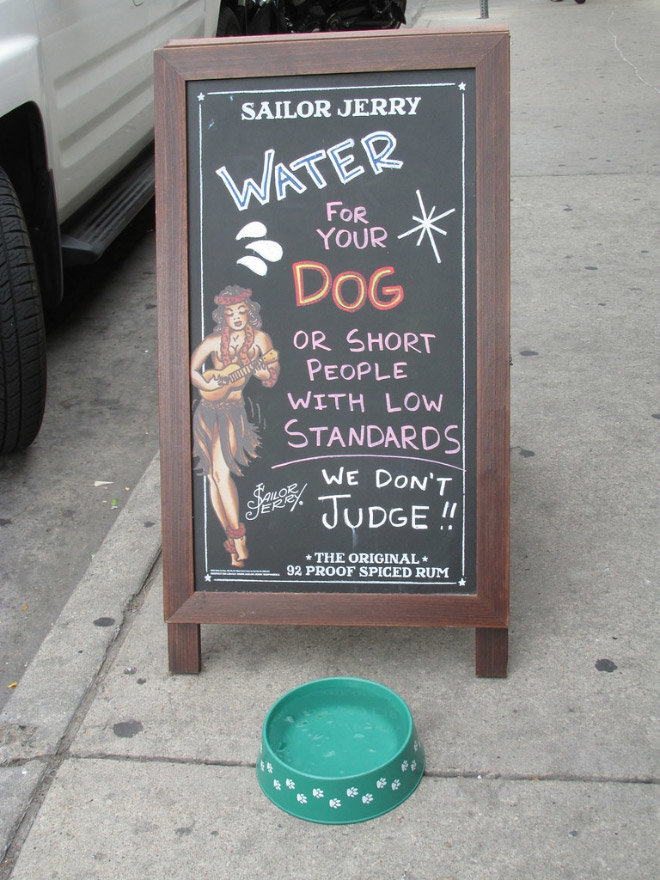 SAILOR JERRY
WATER
FOR
YOUR
DOG
OR SHORT
PEOPLE
WITH LOW
STANDARDS
WE DON'T
JUDGE!!
SAILOR
JERRY
THE ORIGINAL
92 PROOF SPICED RUM